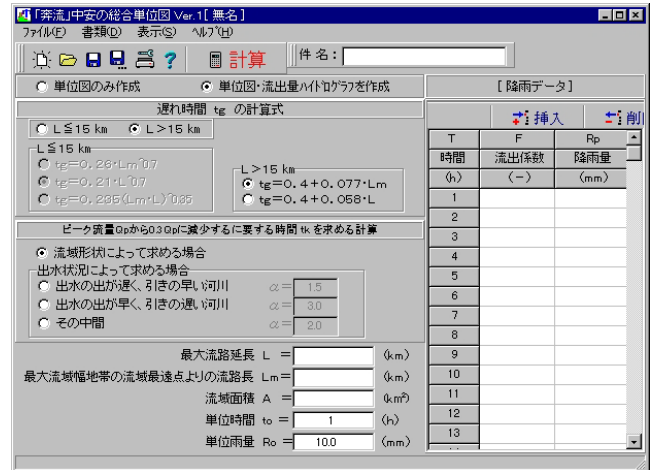 「奔流」中安の総合単位図 Ver.1[ 無名 ]
ファイル(F) 書類(D) 表示(S) ヘルプ(H)
計算 件 名：
単位図のみ作成 単位図・流出量ハイドログラフを作成 [ 降雨データ ]
遅れ時間 tg の計算式
挿入 削
L≦15 km L＞15 km
L≦15 km
tg＝0.26・Lm^0.7
tg＝0.21・L^0.7
tg＝0.235(Lm・L)^0.35
L＞15 km
tg＝0.4＋0.077・Lm
tg＝0.4＋0.058・L
T F Rp
時間 流出係数 降雨量
(h) (－) (mm)
1
2
3
4
5
6
7
8
9
10
11
12
13
ピーク流量Qpから0.3Qpに減少するに要する時間 tk を求める計算
流域形状によって求める場合
出水状況によって求める場合
出水の出が遅く、引きの早い河川 α＝ 1.5
出水の出が早く、引きの遅い河川 α＝ 3.0
その中間 α＝ 2.0
最大流路延長 L ＝ (km)
最大流域幅地帯の流域最遠点よりの流路長 Lm＝ (km)
流域面積 A ＝ (km²)
単位時間 to ＝ 1 (h)
単位雨量 Ro ＝ 10.0 (mm)